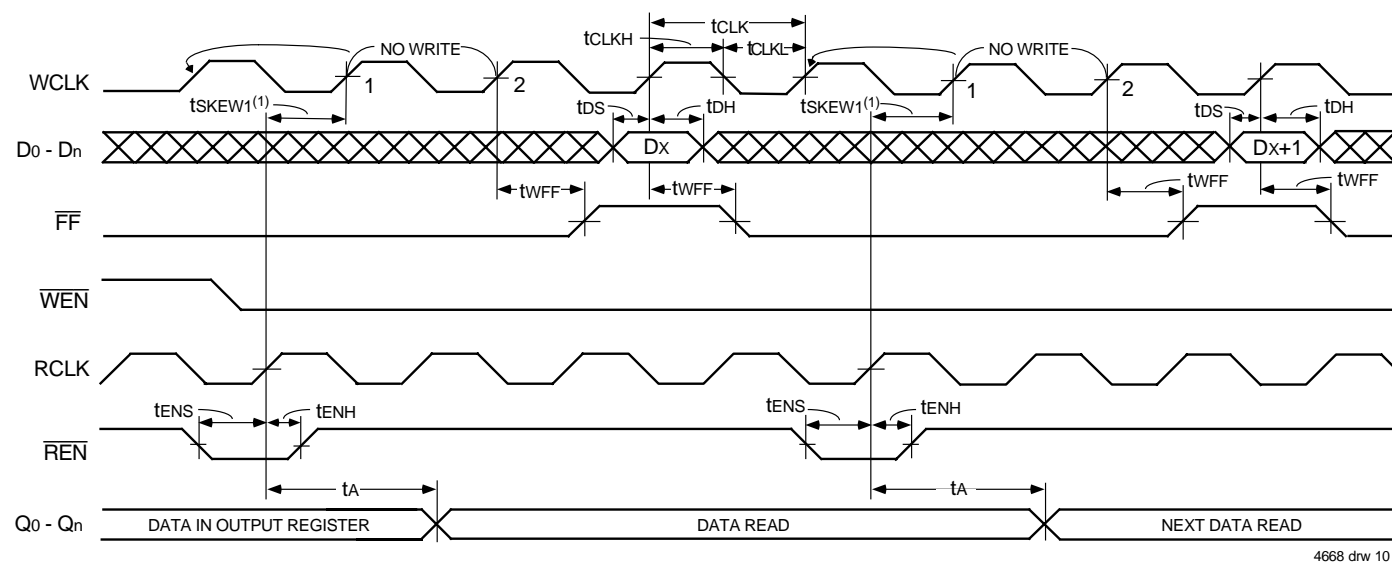 tCLK
tCLKH
tCLKL
NO WRITE
NO WRITE
WCLK
1
2
1
2
tSKEW1(1)
tDS
tDH
tSKEW1(1)
tDS
tDH
D0 - Dn
DX
DX+1
tWFF
tWFF
tWFF
tWFF
FF
WEN
RCLK
tENS
tENH
tENS
tENH
REN
tA
tA
Q0 - Qn
DATA IN OUTPUT REGISTER
DATA READ
NEXT DATA READ
4668 drw 10